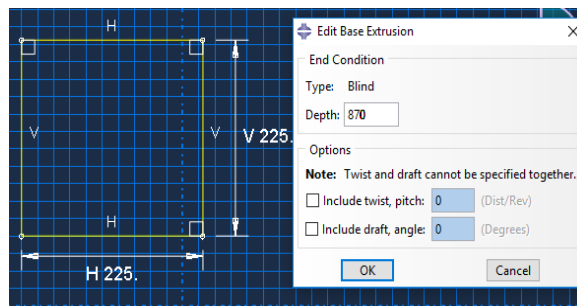 H
V
V
V 225.
H
H 225.
Edit Base Extrusion
End Condition
Type: Blind
Depth: 870
Options
Note: Twist and draft cannot be specified together.
Include twist, pitch: 0 (Dist/Rev)
Include draft, angle: 0 (Degrees)
OK Cancel